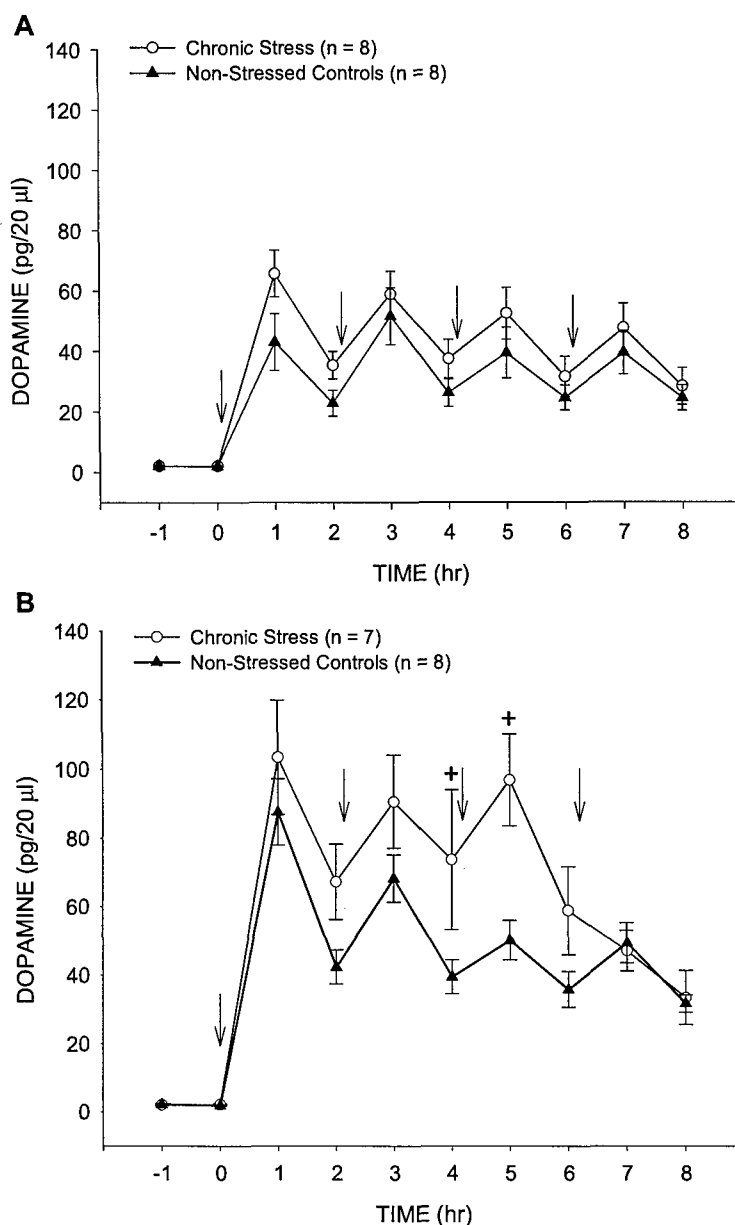 A
Chronic Stress (n = 8)
Non-Stressed Controls (n = 8)
140
120
100
80
60
40
20
0
DOPAMINE (pg/20 µl)
-1 0 1 2 3 4 5 6 7 8
TIME (hr)
B
Chronic Stress (n = 7)
Non-Stressed Controls (n = 8)
140
120
100
80
60
40
20
0
DOPAMINE (pg/20 µl)
+
+
-1 0 1 2 3 4 5 6 7 8
TIME (hr)